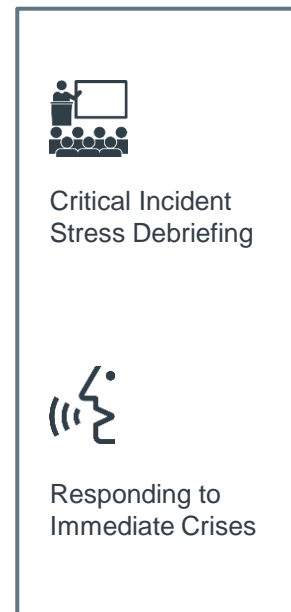 Critical Incident
Stress Debriefing
Responding to
Immediate Crises